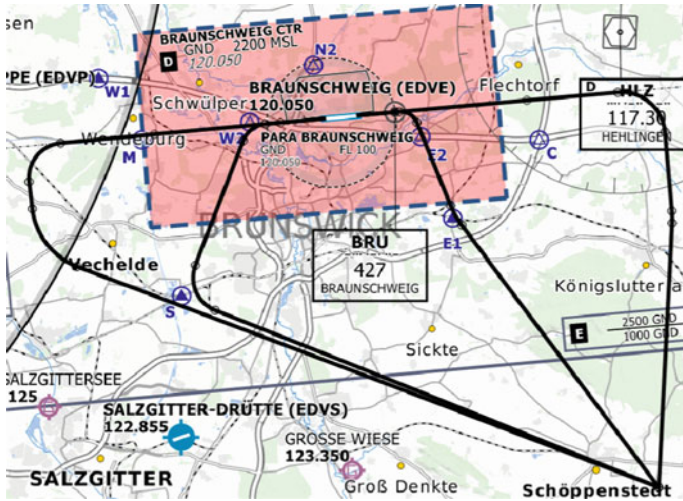 sen
BRAUNSCHWEIG CTR
GND 2200 MSL
120.050
D
N2
PPE (EDVP)
W1
BRAUNSCHWEIG (EDVE)
120.050
Flechtorf
D HLZ
117.30
HEHLINGEN
Schwülper
W2
Wendeburg
M
PARA BRAUNSCHWEIG
GND FL 100
120.050
E2
C
BRUNSWICK
E1
BRU
427
BRAUNSCHWEIG
Vechelde
S
Königslutter a
E
2500 GND
1000 GND
Sickte
SALZGITTERSEE
125
SALZGITTER-DRÜTTE (EDVS)
122.855
GROSSE WIESE
123.350
SALZGITTER
Groß Denkte
Schöppenstedt